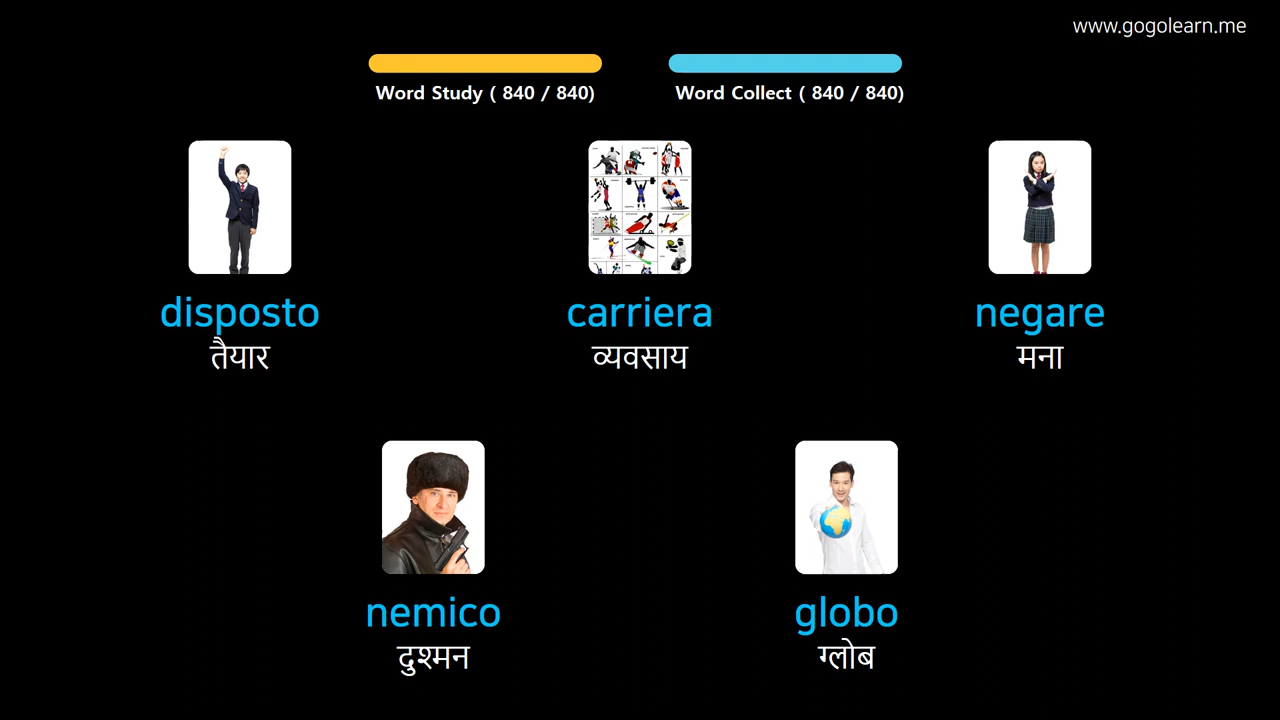 www.gogolearn.me
Word Study ( 840 / 840)
Word Collect ( 840 / 840)
disposto
तैयार
carriera
व्यवसाय
negare
मना
nemico
दुश्मन
globo
ग्लोब